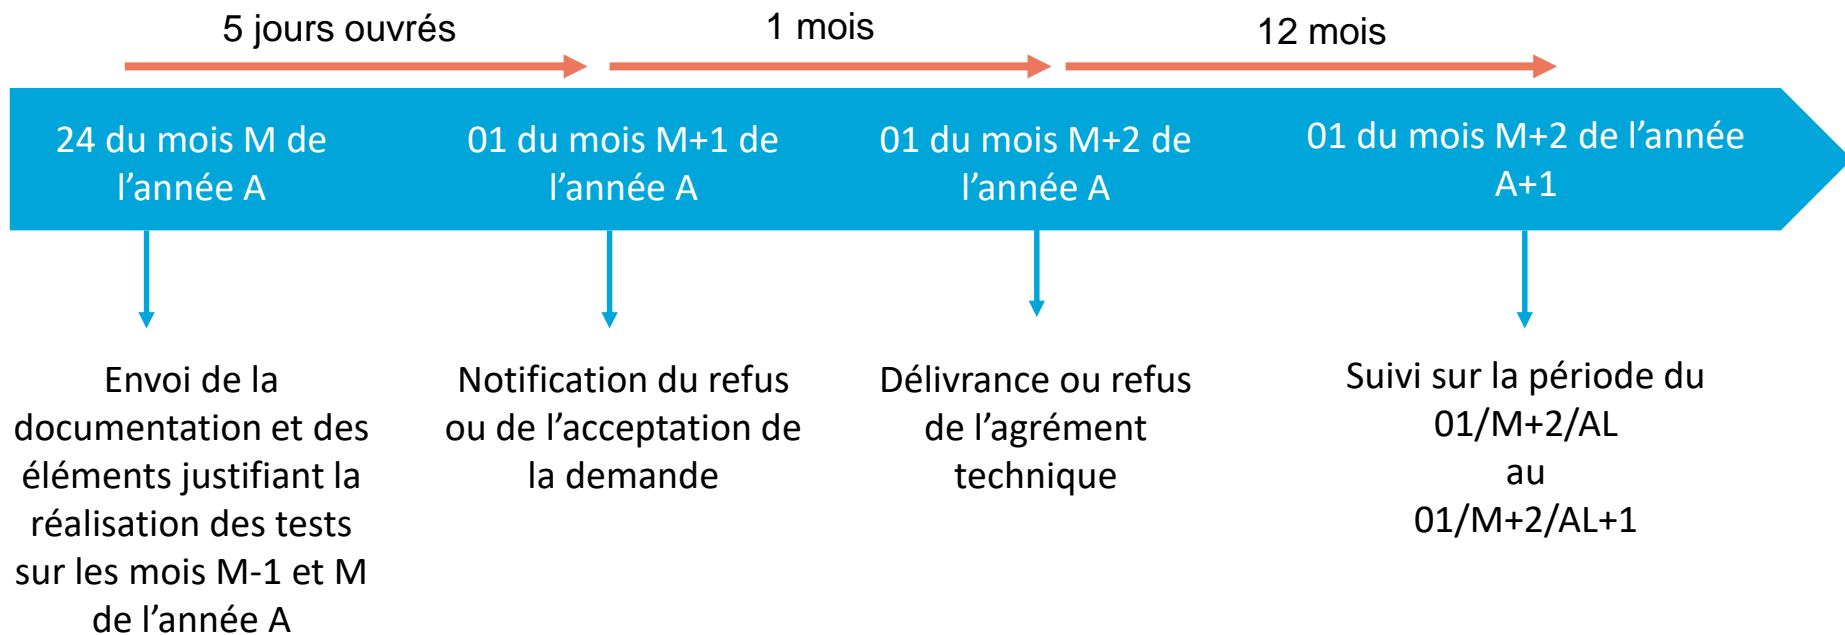 5 jours ouvrés
1 mois
12 mois
24 du mois M de
l’année A
01 du mois M+1 de
l’année A
01 du mois M+2 de
l’année A
01 du mois M+2 de l’année
A+1
Envoi de la
documentation et des
éléments justifiant la
réalisation des tests
sur les mois M-1 et M
de l’année A
Notification du refus
ou de l’acceptation de
la demande
Délivrance ou refus
de l’agrément
technique
Suivi sur la période du
01/M+2/AL
au
01/M+2/AL+1